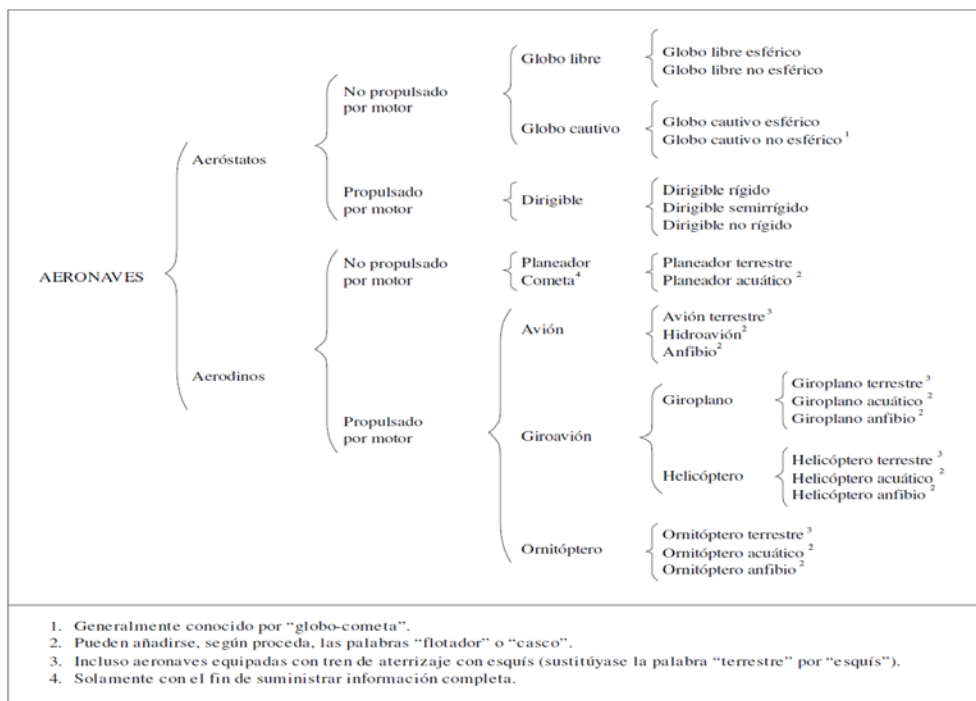 AERONAVES
Aeróstatos
No propulsado
por motor
Globo libre
Globo libre esférico
Globo libre no esférico
Globo cautivo
Globo cautivo esférico
Globo cautivo no esférico 1
Propulsado
por motor
Dirigible
Dirigible rígido
Dirigible semirrígido
Dirigible no rígido
Aerodinos
No propulsado
por motor
Planeador
Cometa4
Planeador terrestre
Planeador acuático 2
Propulsado
por motor
Avión
Avión terrestre3
Hidroavión2
Anfibio2
Giroavión
Giroplano
Giroplano terrestre 3
Giroplano acuático 2
Giroplano anfibio 2
Helicóptero
Helicóptero terrestre 3
Helicóptero acuático 2
Helicóptero anfibio 2
Ornitóptero
Ornitóptero terrestre 3
Ornitóptero acuático 2
Ornitóptero anfibio 2
1. Generalmente conocido por “globo-cometa”.
2. Pueden añadirse, según proceda, las palabras “flotador” o “casco”.
3. Incluso aeronaves equipadas con tren de aterrizaje con esquís (sustitúyase la palabra “terrestre” por “esquís”).
4. Solamente con el fin de suministrar información completa.